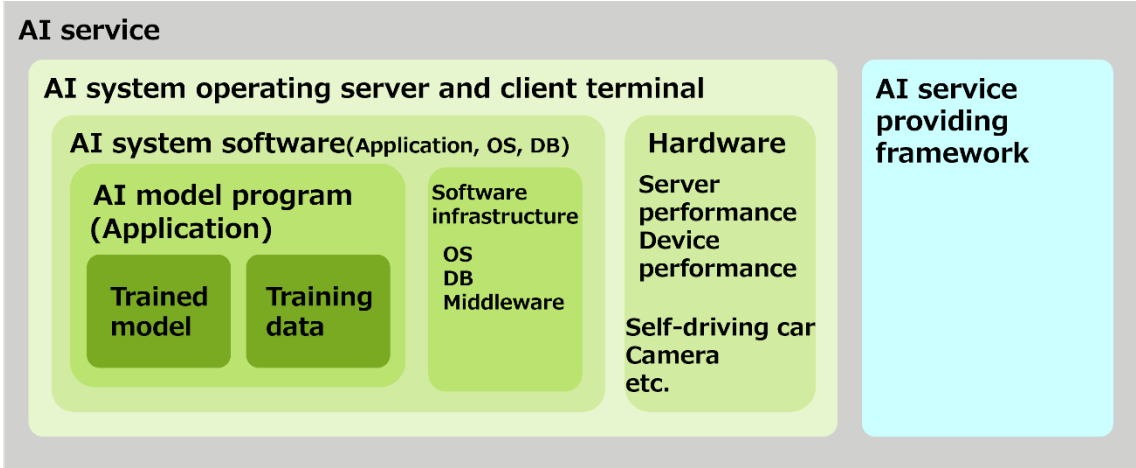 AI service
AI system operating server and client terminal
AI system software(Application, OS, DB)
AI model program
(Application)
Trained
model
Training
data
Software
infrastructure
OS
DB
Middleware
Hardware
Server
performance
Device
performance
Self-driving car
Camera
etc.
AI service
providing
framework